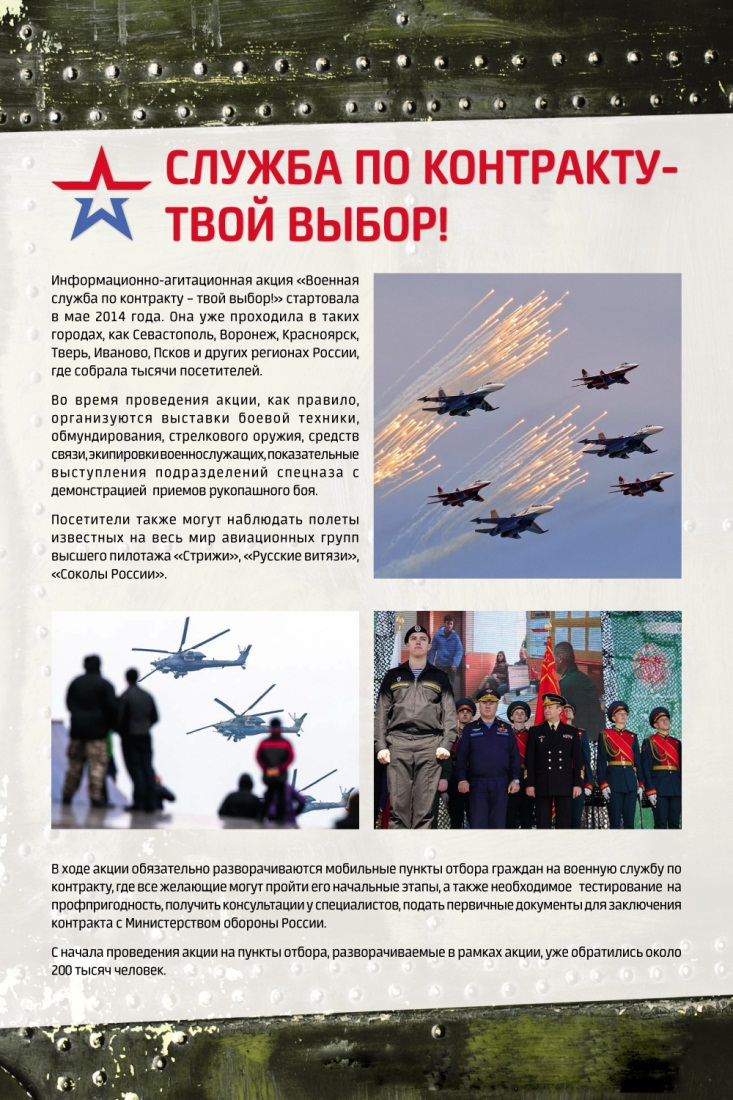 СЛУЖБА ПО КОНТРАКТУ-
ТВОЙ ВЫБОР!
Информационно-агитационная акция «Военная
служба по контракту – твой выбор!» стартовала
в мае 2014 года. Она уже проходила в таких
городах, как Севастополь, Воронеж, Красноярск,
Тверь, Иваново, Псков и других регионах России,
где собрала тысячи посетителей.
Во время проведения акции, как правило,
организуются выставки боевой техники,
обмундирования, стрелкового оружия, средств
связи, экипировки военнослужащих, показательные
выступления подразделений спецназа с
демонстрацией приемов рукопашного боя.
Посетители также могут наблюдать полеты
известных на весь мир авиационных групп
высшего пилотажа «Стрижи», «Русские витязи»,
«Соколы России».
В ходе акции обязательно разворачиваются мобильные пункты отбора граждан на военную службу по
контракту, где все желающие могут пройти его начальные этапы, а также необходимое тестирование на
профпригодность, получить консультации у специалистов, подать первичные документы для заключения
контракта с Министерством обороны России.
С начала проведения акции на пункты отбора, разворачиваемые в рамках акции, уже обратились около
200 тысяч человек.